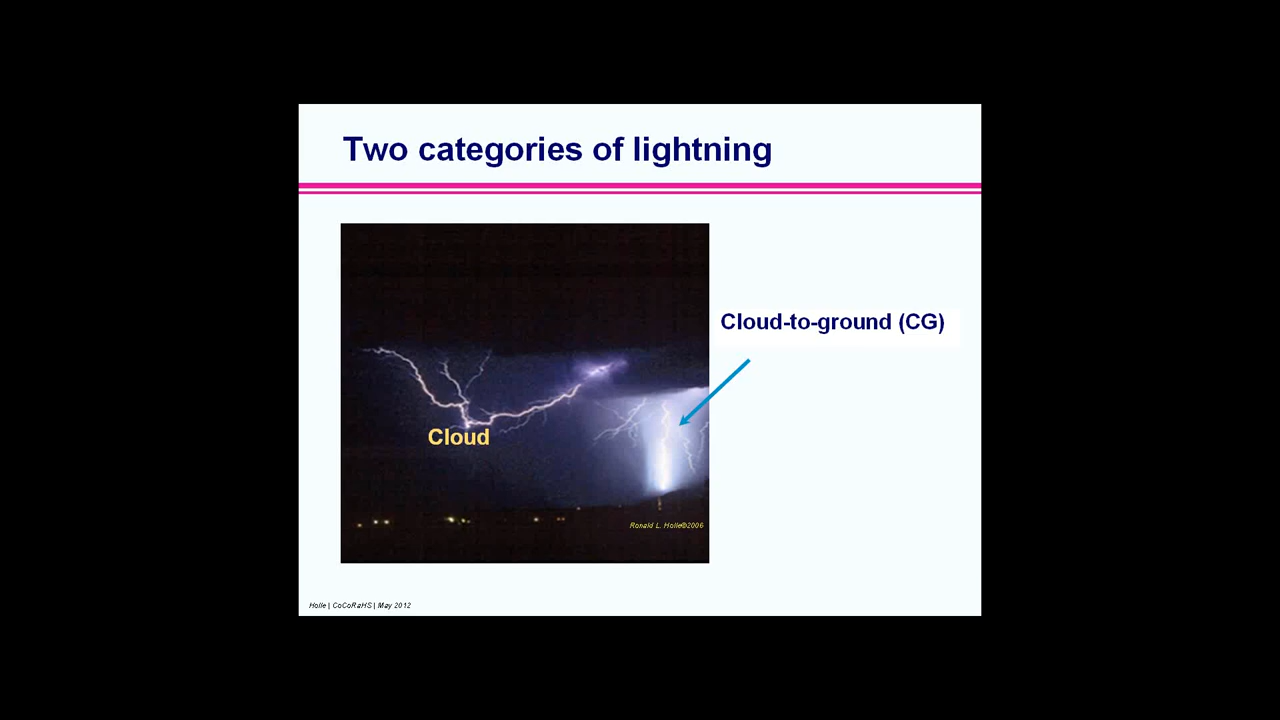 Two categories of lightning
Cloud-to-ground (CG)
Cloud
Ronald L. Holle©2006
Holle | CoCoRaHS | May 2012